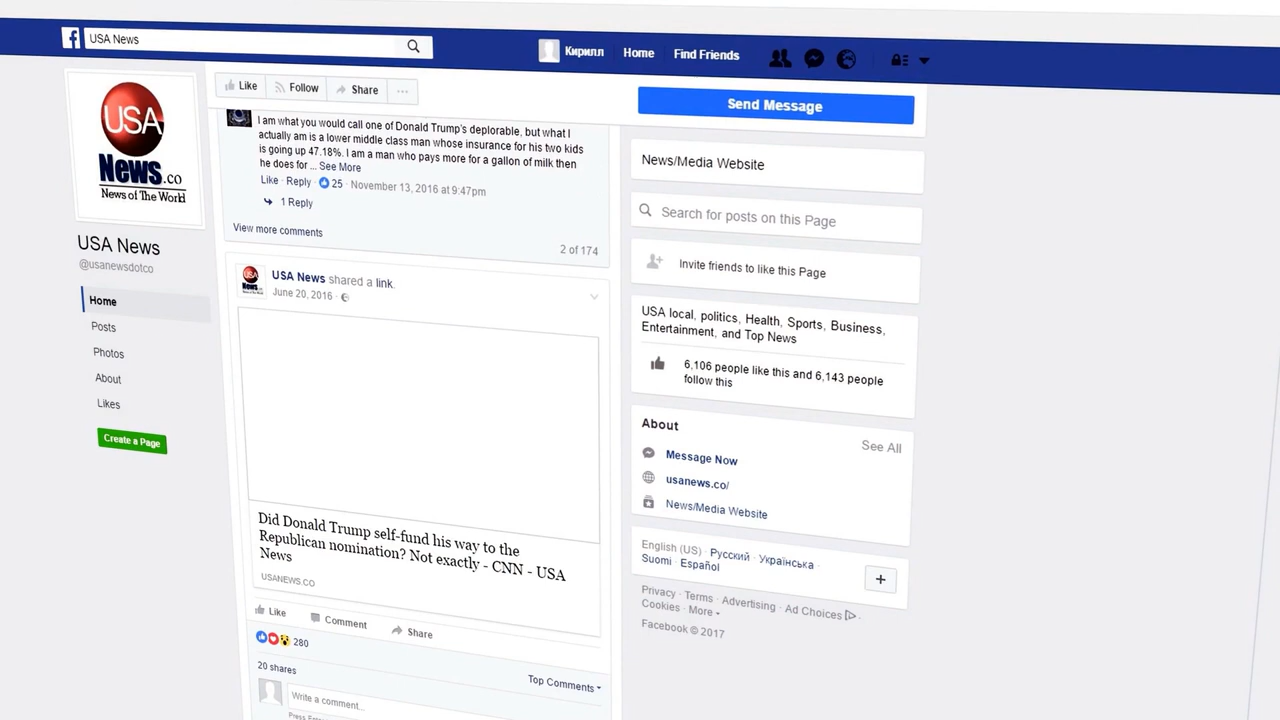 USA News
Кирилл
Home
Find Friends
USA
News.co
News of The World
USA News
@usanewsdotco
Home
Posts
Photos
About
Likes
Create a Page
Like
Follow
Share
...
Send Message
I am what you would call one of Donald Trump's deplorable, but what I
actually am is a lower middle class man whose insurance for his two kids
is going up 47.18%. I am a man who pays more for a gallon of milk then
he does for ... See More
Like · Reply · 25 · November 13, 2016 at 9:47pm
1 Reply
View more comments
2 of 174
USA
News.co
USA News shared a link.
June 20, 2016 ·
Did Donald Trump self-fund his way to the
Republican nomination? Not exactly - CNN - USA
News
USANEWS.CO
Like
Comment
Share
280
20 shares
Top Comments
Write a comment...
News/Media Website
Search for posts on this Page
Invite friends to like this Page
USA local, politics, Health, Sports, Business,
Entertainment, and Top News
6,106 people like this and 6,143 people
follow this
About
See All
Message Now
usanews.co/
News/Media Website
English (US) · Русский · Українська ·
Suomi · Español
+
Privacy · Terms · Advertising · Ad Choices ·
Cookies · More
Facebook © 2017